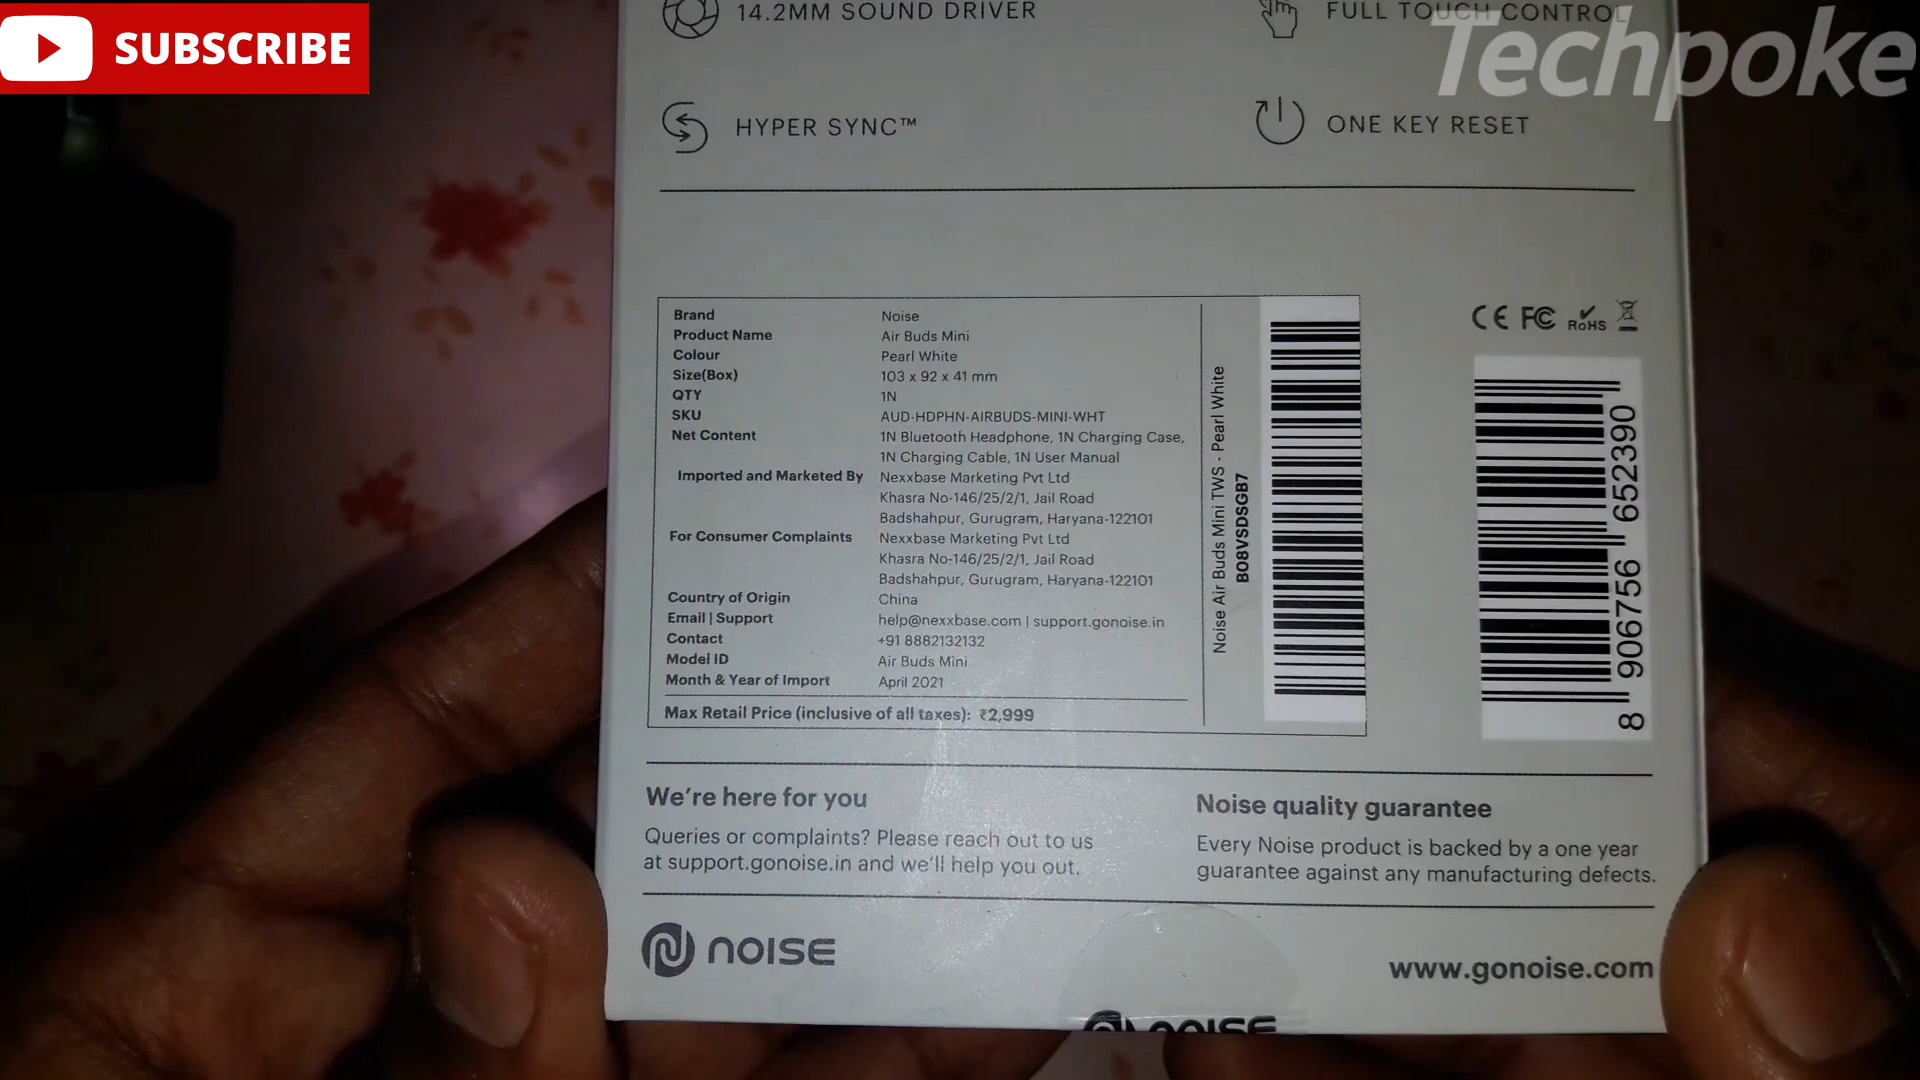 SUBSCRIBE
Techpoke
14.2MM SOUND DRIVER
FULL TOUCH CONTROL
HYPER SYNC™
ONE KEY RESET
Brand Noise
Product Name Air Buds Mini
Colour Pearl White
Size(Box) 103 x 92 x 41 mm
QTY 1N
SKU AUD-HDPHN-AIRBUDS-MINI-WHT
Net Content 1N Bluetooth Headphone, 1N Charging Case,
1N Charging Cable, 1N User Manual
Imported and Marketed By Nexxbase Marketing Pvt Ltd
Khasra No-146/25/2/1, Jail Road
Badshahpur, Gurugram, Haryana-122101
For Consumer Complaints Nexxbase Marketing Pvt Ltd
Khasra No-146/25/2/1, Jail Road
Badshahpur, Gurugram, Haryana-122101
Country of Origin China
Email | Support help@nexxbase.com | support.gonoise.in
Contact +91 8882132132
Model ID Air Buds Mini
Month & Year of Import April 2021
Max Retail Price (inclusive of all taxes): ₹2,999
Noise Air Buds Mini TWS - Pearl White
B08VSDSGB7
CE FC RoHS
8 906756 652390
We're here for you
Queries or complaints? Please reach out to us
at support.gonoise.in and we'll help you out.
Noise quality guarantee
Every Noise product is backed by a one year
guarantee against any manufacturing defects.
NOISE
www.gonoise.com
NOISE